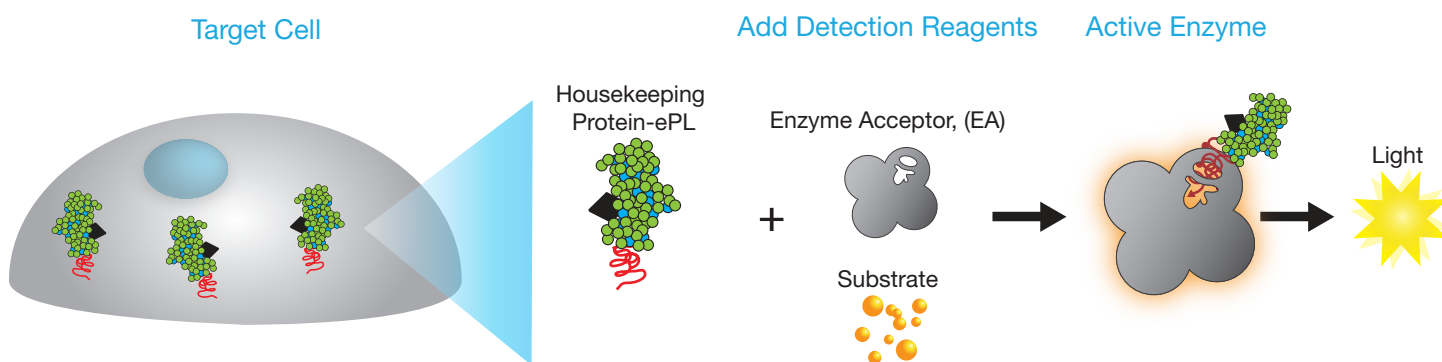 Target Cell
Add Detection Reagents
Active Enzyme
Housekeeping
Protein-ePL
Enzyme Acceptor, (EA)
Light
+
Substrate